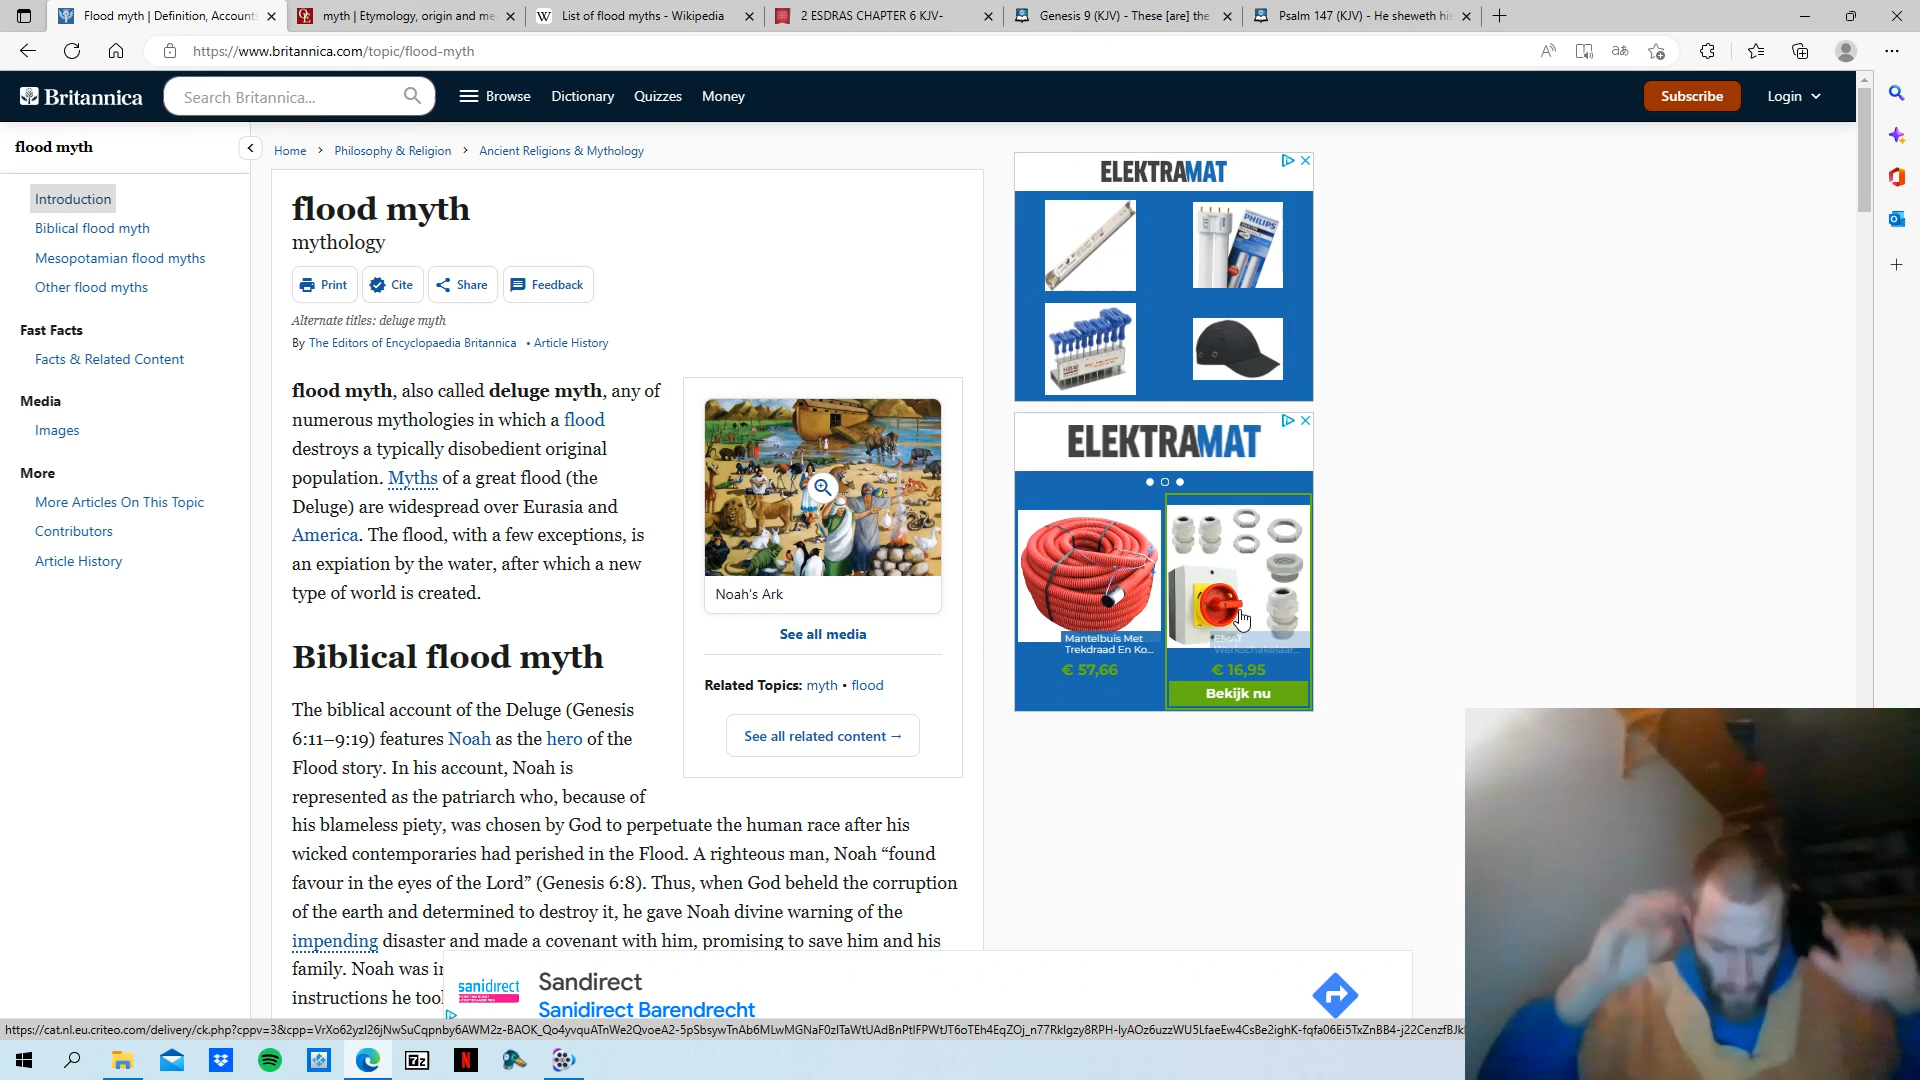 Flood myth | Definition, Accounts
myth | Etymology, origin and me
List of flood myths - Wikipedia
2 ESDRAS CHAPTER 6 KJV-
Genesis 9 (KJV) - These [are] the
Psalm 147 (KJV) - He sheweth his
https://www.britannica.com/topic/flood-myth
Britannica
Search Britannica...
Browse
Dictionary
Quizzes
Money
Subscribe
Login
flood myth
Home > Philosophy & Religion > Ancient Religions & Mythology
Introduction
Biblical flood myth
Mesopotamian flood myths
Other flood myths
Fast Facts
Facts & Related Content
Media
Images
More
More Articles On This Topic
Contributors
Article History
flood myth
mythology
Print
Cite
Share
Feedback
Alternate titles: deluge myth
By The Editors of Encyclopaedia Britannica • Article History
flood myth, also called deluge myth, any of
numerous mythologies in which a flood
destroys a typically disobedient original
population. Myths of a great flood (the
Deluge) are widespread over Eurasia and
America. The flood, with a few exceptions, is
an expiation by the water, after which a new
type of world is created.
Noah's Ark
See all media
Related Topics: myth • flood
See all related content →
Biblical flood myth
The biblical account of the Deluge (Genesis
6:11–9:19) features Noah as the hero of the
Flood story. In his account, Noah is
represented as the patriarch who, because of
his blameless piety, was chosen by God to perpetuate the human race after his
wicked contemporaries had perished in the Flood. A righteous man, Noah “found
favour in the eyes of the Lord” (Genesis 6:8). Thus, when God beheld the corruption
of the earth and determined to destroy it, he gave Noah divine warning of the
impending disaster and made a covenant with him, promising to save him and his
family. Noah was in
instructions he tool
ELEKTRAMAT
PHILIPS
ELEKTRAMAT
Mantelbuis Met
Trekdraad En Ko...
€ 57,66
EMAT
Werkschakelaar...
€ 16,95
Bekijk nu
sanidirect
Sandirect
Sanidirect Barendrecht